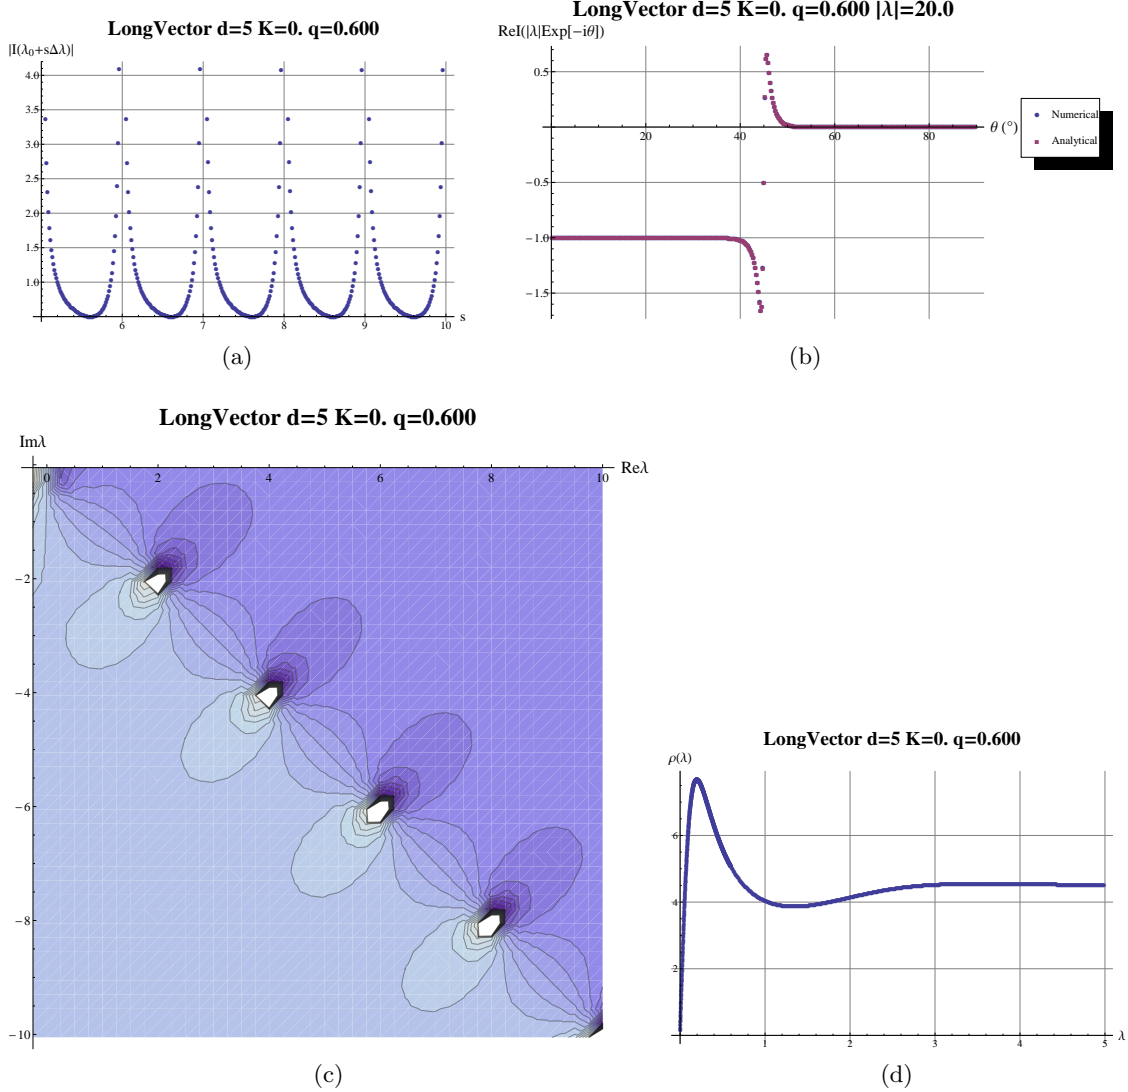 LongVector d=5 K=0. q=0.600
|I(λ₀+sΔλ)|
4.0
3.5
3.0
2.5
2.0
1.5
1.0
6
7
8
9
10
s
(a)
LongVector d=5 K=0. q=0.600 |λ|=20.0
ReI(|λ|Exp[−iθ])
0.5
−0.5
−1.0
−1.5
20
40
60
80
θ (°)
Numerical
Analytical
(b)
LongVector d=5 K=0. q=0.600
Imλ
Reλ
0
2
4
6
8
10
−2
−4
−6
−8
−10
(c)
LongVector d=5 K=0. q=0.600
ρ(λ)
6
4
2
1
2
3
4
5
λ
(d)